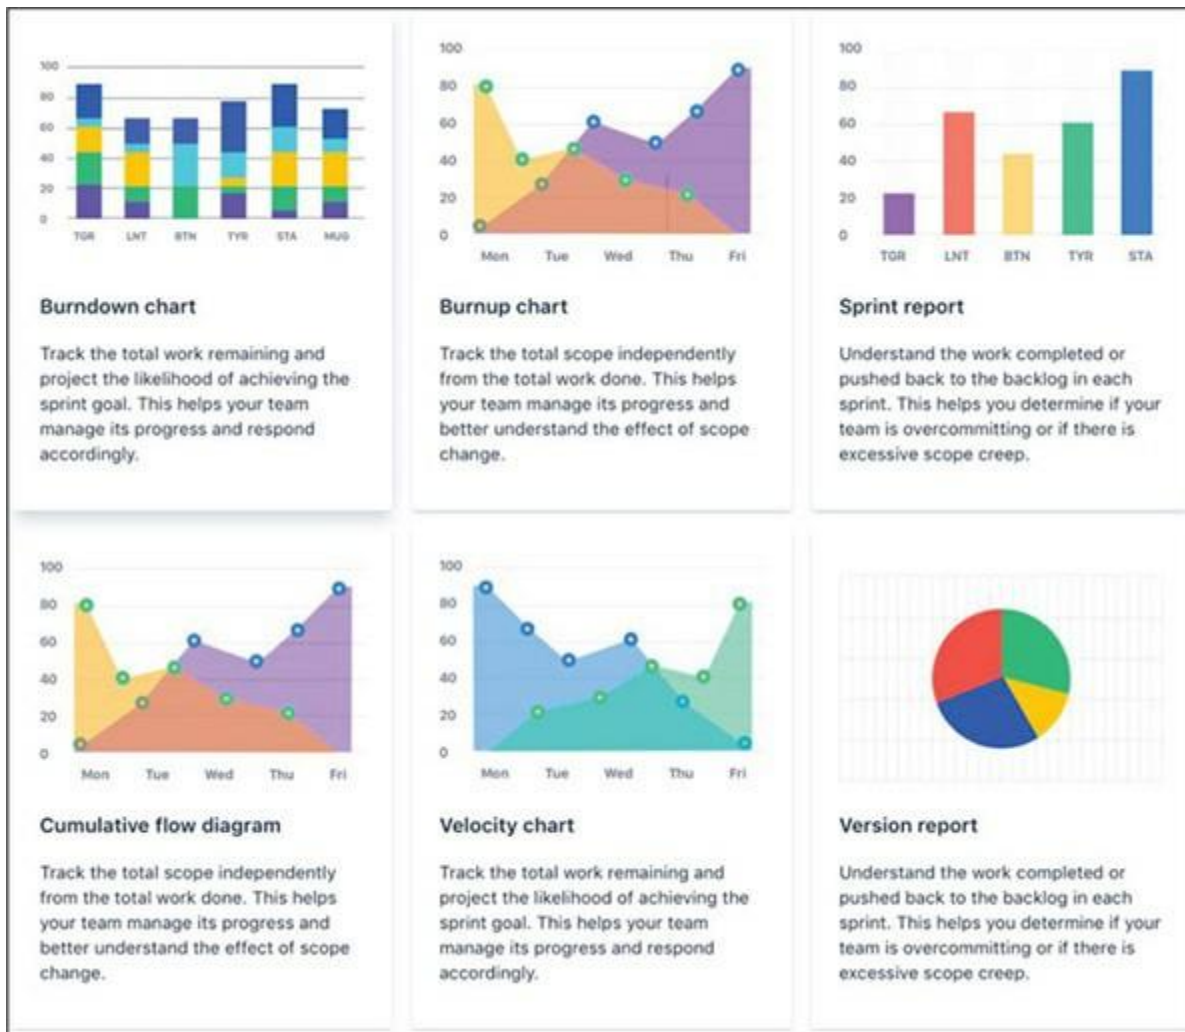 100
80
60
40
20
0
TGR LNT BTN TYR STA MUG
Burndown chart
Track the total work remaining and
project the likelihood of achieving the
sprint goal. This helps your team
manage its progress and respond
accordingly.
100
80
60
40
20
0
Mon Tue Wed Thu Fri
Burnup chart
Track the total scope independently
from the total work done. This helps
your team manage its progress and
better understand the effect of scope
change.
100
80
60
40
20
0
TGR LNT BTN TYR STA
Sprint report
Understand the work completed or
pushed back to the backlog in each
sprint. This helps you determine if your
team is overcommitting or if there is
excessive scope creep.
100
80
60
40
20
0
Mon Tue Wed Thu Fri
Cumulative flow diagram
Track the total scope independently
from the total work done. This helps
your team manage its progress and
better understand the effect of scope
change.
100
80
60
40
20
0
Mon Tue Wed Thu Fri
Velocity chart
Track the total work remaining and
project the likelihood of achieving the
sprint goal. This helps your team
manage its progress and respond
accordingly.
Version report
Understand the work completed or
pushed back to the backlog in each
sprint. This helps you determine if your
team is overcommitting or if there is
excessive scope creep.